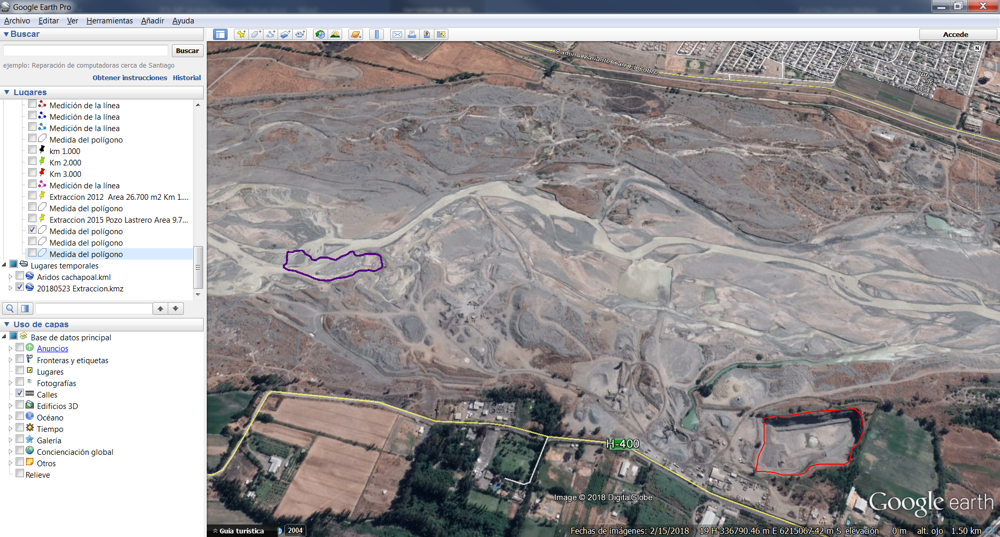 Google Earth Pro
Archivo Editar Ver Herramientas Añadir Ayuda
Buscar
Buscar
ejemplo: Reparación de computadoras cerca de Santiago
Obtener instrucciones Historial
Lugares
Medición de la línea
Medición de la línea
Medición de la línea
Medida del polígono
km 1.000
Km 2.000
Km 3.000
Medición de la línea
Extraccion 2012 Area 26.700 m2 Km 1....
Medida del polígono
Extraccion 2015 Pozo Lastrero Area 9.7...
Medida del polígono
Medida del polígono
Medida del polígono
Lugares temporales
Aridos cachapoal.kml
20180523 Extraccion.kmz
Uso de capas
Base de datos principal
Anuncios
Fronteras y etiquetas
Lugares
Fotografías
Calles
Edificios 3D
Océano
Tiempo
Galería
Concienciación global
Otros
Relieve
Accede
N
Camino Variante Carr El Cobre
Bolivia
Arce
H-400
Image © 2018 DigitalGlobe
Google earth
Guía turística 2004
Fechas de imágenes: 2/15/2018 19 H 336790.46 m E 6215067.42 m S elevación 0 m alt. ojo 1.50 km